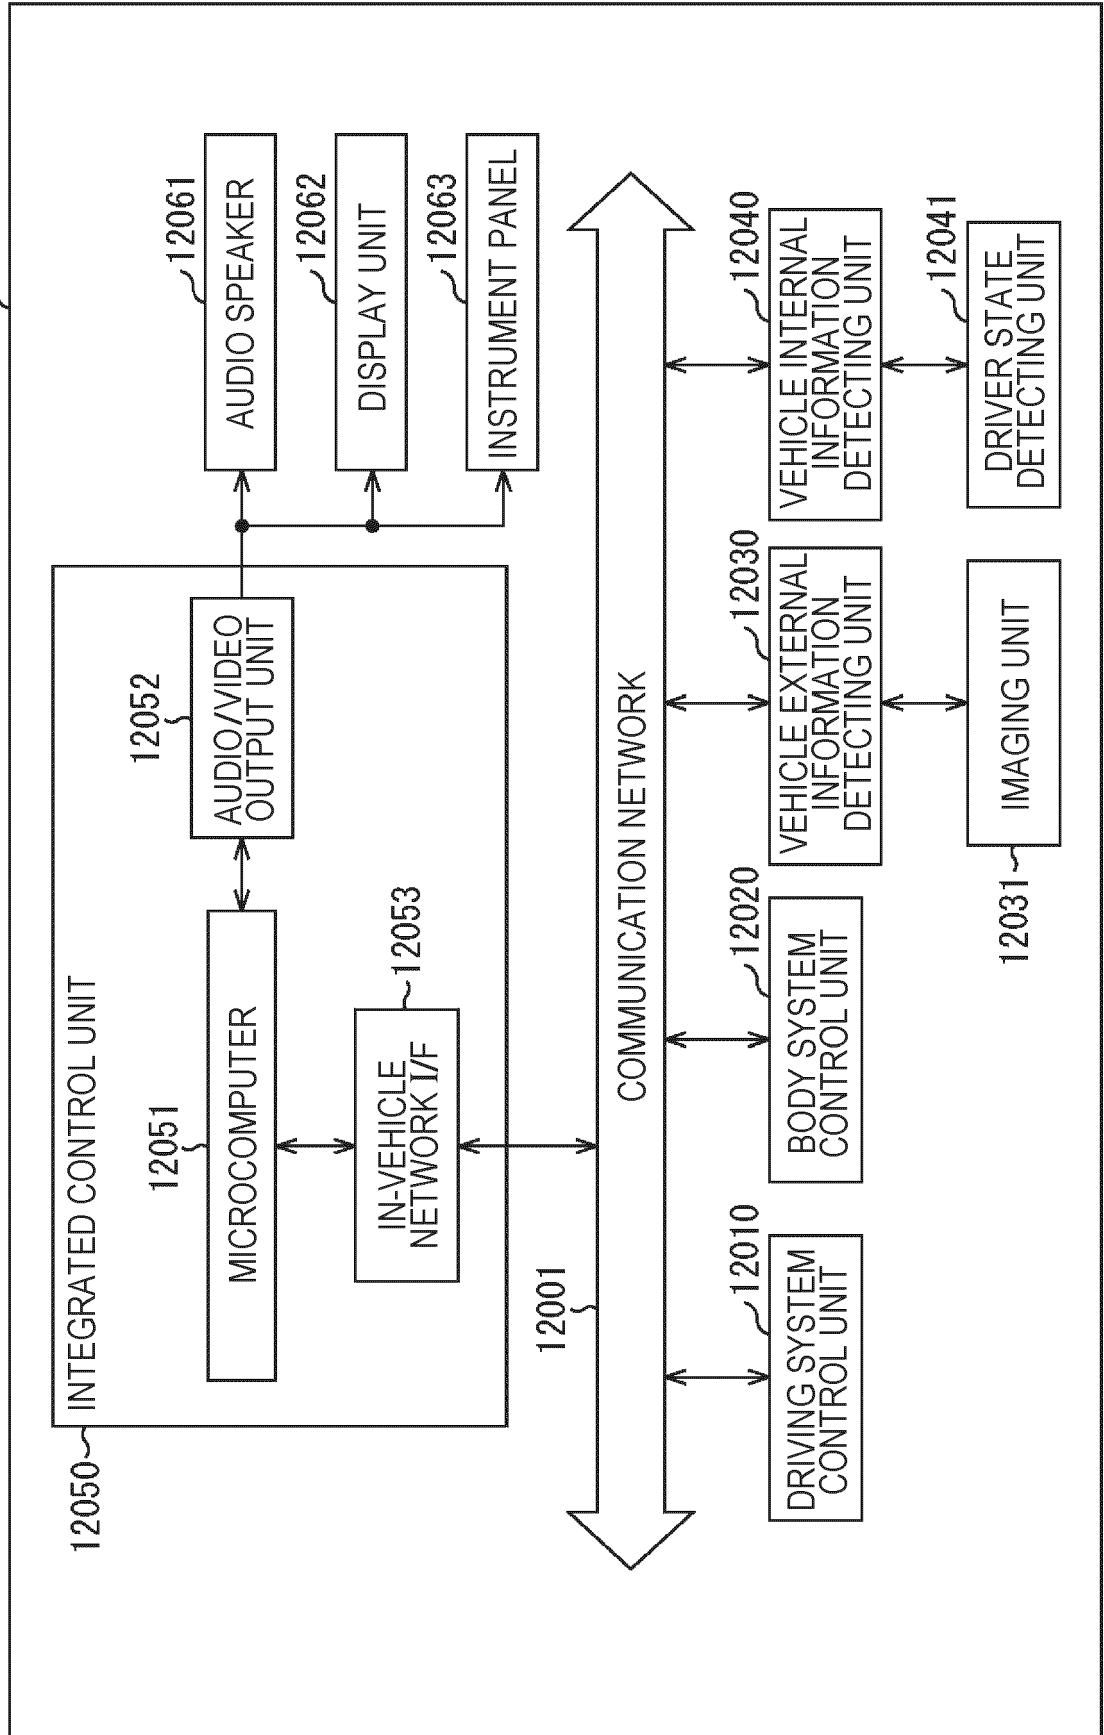 12050
INTEGRATED CONTROL UNIT
12051
MICROCOMPUTER
12052
AUDIO/VIDEO
OUTPUT UNIT
12053
IN-VEHICLE
NETWORK I/F
12061
AUDIO SPEAKER
12062
DISPLAY UNIT
12063
INSTRUMENT PANEL
12001
COMMUNICATION NETWORK
12010
DRIVING SYSTEM
CONTROL UNIT
12020
BODY SYSTEM
CONTROL UNIT
12030
VEHICLE EXTERNAL
INFORMATION
DETECTING UNIT
12040
VEHICLE INTERNAL
INFORMATION
DETECTING UNIT
12031
IMAGING UNIT
12041
DRIVER STATE
DETECTING UNIT